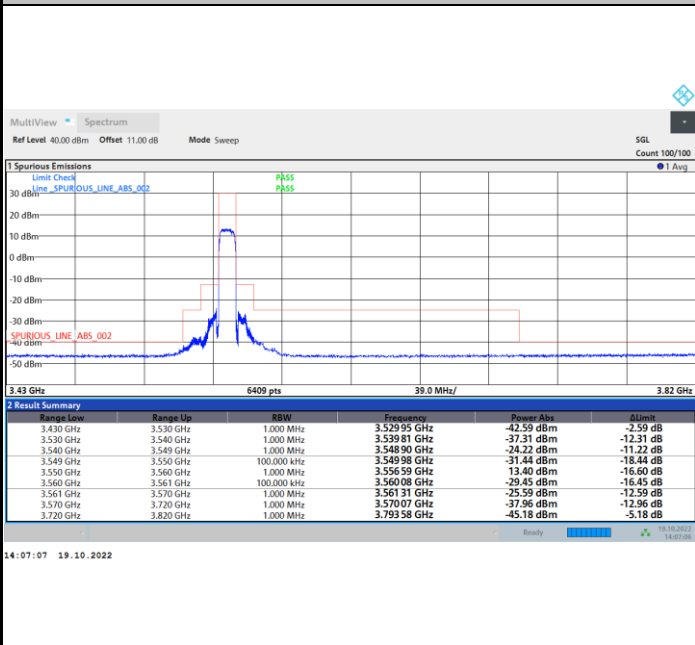 MultiView Spectrum
Ref Level 40.00 dBm Offset 11.00 dB Mode Sweep SGL
Count 100/100
1 Spurious Emissions 1 Avg
Limit Check PASS
Line _SPURIOUS_LINE_ABS_002 PASS
30 dBm
20 dBm
10 dBm
0 dBm
-10 dBm
-20 dBm
-30 dBm
SPURIOUS_LINE_ABS_002
-40 dBm
-50 dBm
3.43 GHz 6409 pts 39.0 MHz/ 3.82 GHz
2 Result Summary
Range Low Range Up RBW Frequency Power Abs ΔLimit
3.430 GHz 3.530 GHz 1.000 MHz 3.529 95 GHz -42.59 dBm -2.59 dB
3.530 GHz 3.540 GHz 1.000 MHz 3.539 81 GHz -37.31 dBm -12.31 dB
3.540 GHz 3.549 GHz 1.000 MHz 3.548 90 GHz -24.22 dBm -11.22 dB
3.549 GHz 3.550 GHz 100.000 kHz 3.549 98 GHz -31.44 dBm -18.44 dB
3.550 GHz 3.560 GHz 1.000 MHz 3.556 59 GHz 13.40 dBm -16.60 dB
3.560 GHz 3.561 GHz 100.000 kHz 3.560 08 GHz -29.45 dBm -16.45 dB
3.561 GHz 3.570 GHz 1.000 MHz 3.561 31 GHz -25.59 dBm -12.59 dB
3.570 GHz 3.720 GHz 1.000 MHz 3.570 07 GHz -37.96 dBm -12.96 dB
3.720 GHz 3.820 GHz 1.000 MHz 3.793 58 GHz -45.18 dBm -5.18 dB
Ready 19.10.2022
14:07:06
14:07:07 19.10.2022